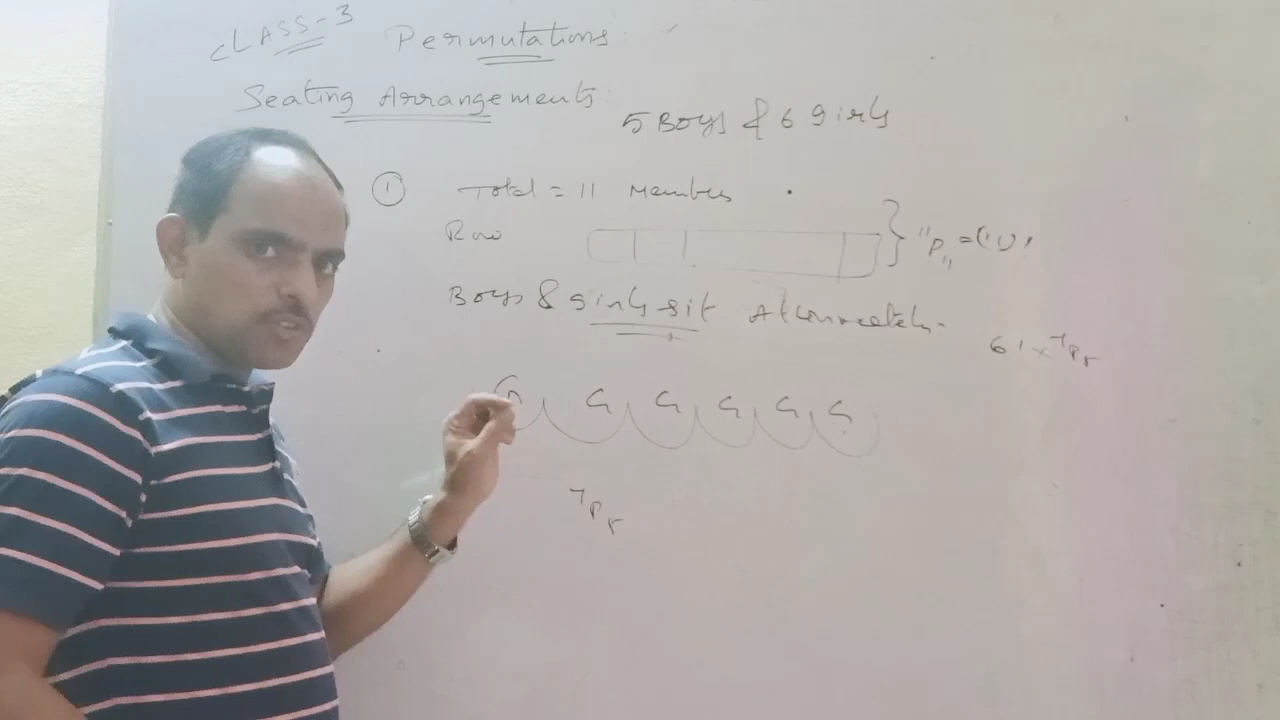 CLASS-3 Permutations:
Seating Arrangements:
5 Boys & 6 Girls
① Total = 11 Members
Row
¹¹P₁₁ = (11)!
Boys & girls sit Alternately:
6! × ⁷P₅
G G G G G G
⁷P₅